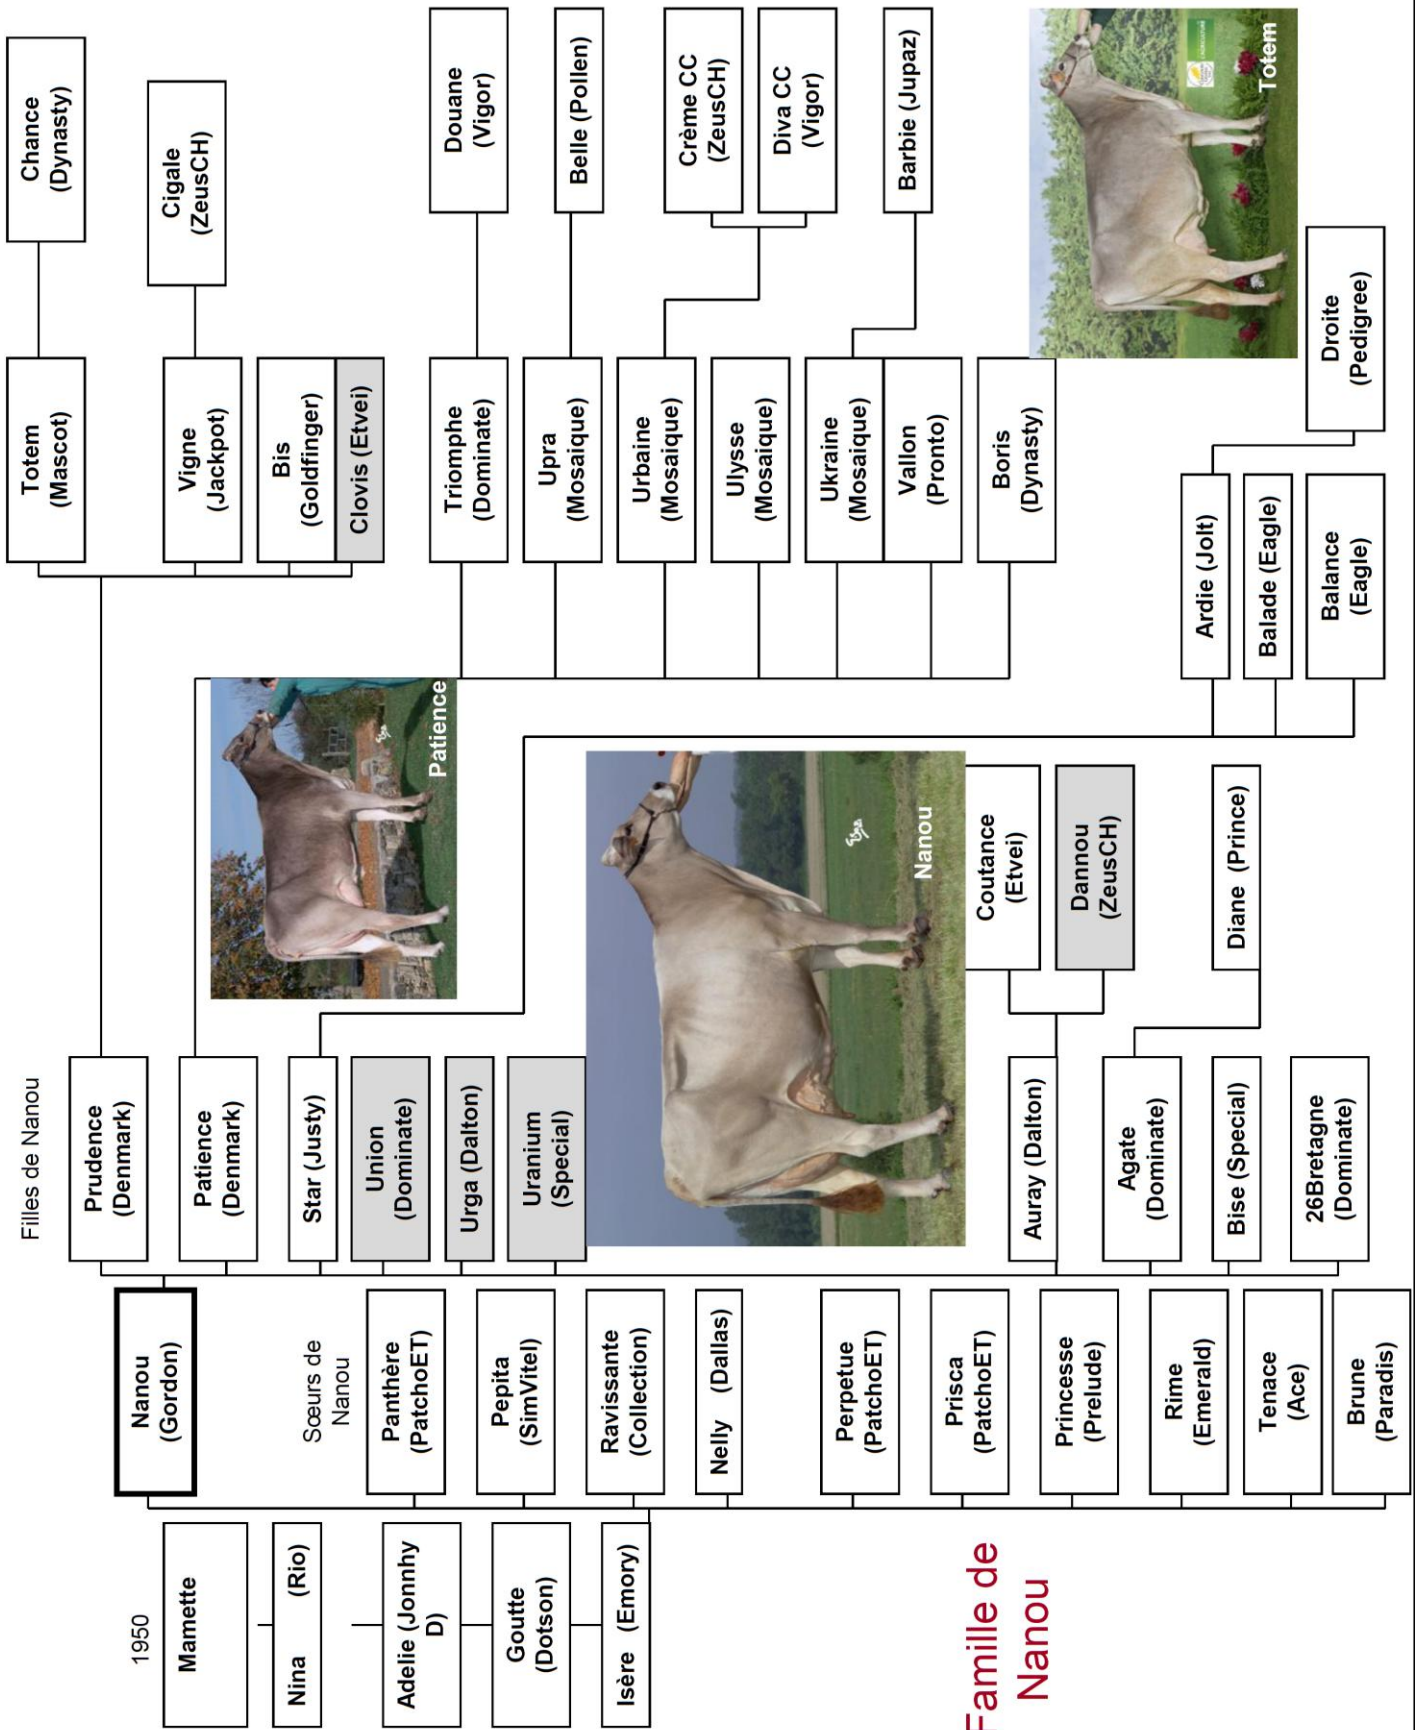 1950
Mamette
Nina (Rio)
Adelie (Jonnhy
D)
Goutte
(Dotson)
Isère (Emory)
Famille de
Nanou
Nanou
(Gordon)
Sœurs de
Nanou
Panthère
(PatchoET)
Pepita
(SimVitel)
Ravissante
(Collection)
Nelly (Dallas)
Perpetue
(PatchoET)
Prisca
(PatchoET)
Princesse
(Prelude)
Rime
(Emerald)
Tenace
(Ace)
Brune
(Paradis)
Filles de Nanou
Prudence
(Denmark)
Patience
(Denmark)
Star (Justy)
Union
(Dominate)
Urga (Dalton)
Uranium
(Special)
Auray (Dalton)
Agate
(Dominate)
Bise (Special)
26Bretagne
(Dominate)
Patience
Nanou
Coutance
(Etvei)
Dannou
(ZeusCH)
Diane (Prince)
Totem
(Mascot)
Vigne
(Jackpot)
Bis
(Goldfinger)
Clovis (Etvei)
Triomphe
(Dominate)
Upra
(Mosaique)
Urbaine
(Mosaique)
Ulysse
(Mosaique)
Ukraine
(Mosaique)
Vallon
(Pronto)
Boris
(Dynasty)
Ardie (Jolt)
Balade (Eagle)
Balance
(Eagle)
Chance
(Dynasty)
Cigale
(ZeusCH)
Douane
(Vigor)
Belle (Pollen)
Crème CC
(ZeusCH)
Diva CC
(Vigor)
Barbie (Jupaz)
Totem
Droite
(Pedigree)